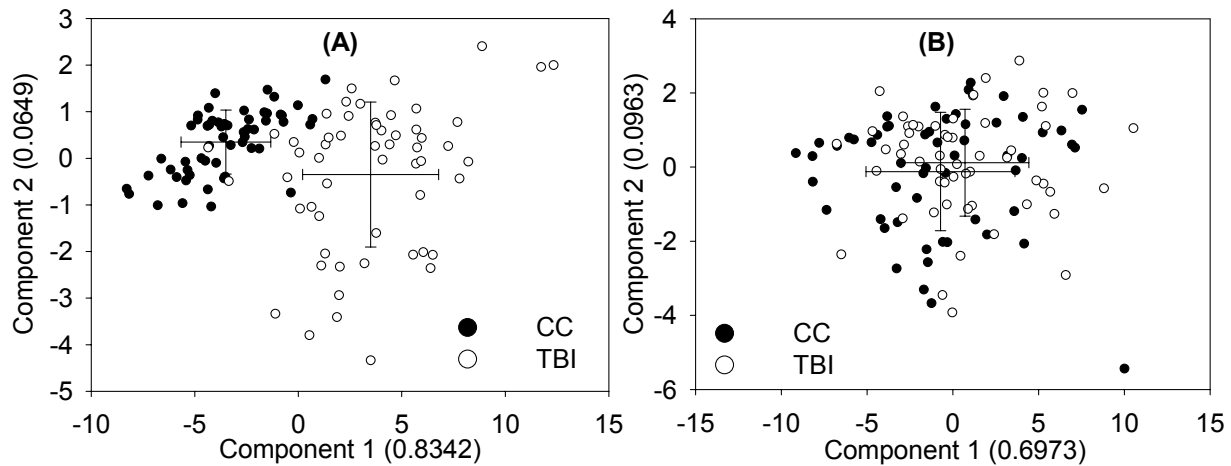 (A)
3
2
1
0
-1
-2
-3
-4
-5
Component 2 (0.0649)
CC
TBI
-10 -5 0 5 10 15
Component 1 (0.8342)
(B)
4
2
0
-2
-4
-6
Component 2 (0.0963)
CC
TBI
-15 -10 -5 0 5 10 15
Component 1 (0.6973)